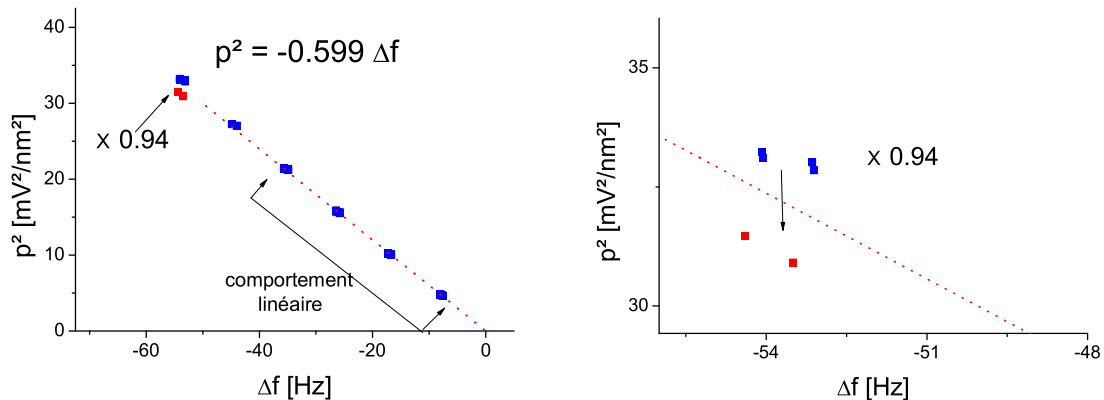 40
30
20
10
0
p² [mV²/nm²]
p² = -0.599 Δf
x 0.94
comportement
linéaire
-60
-40
-20
0
Δf [Hz]
35
30
p² [mV²/nm²]
x 0.94
-54
-51
-48
Δf [Hz]